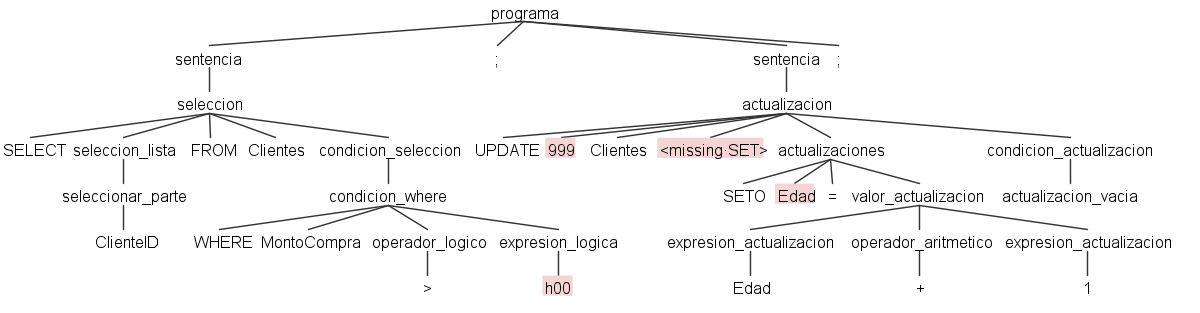 programa
sentencia ; sentencia ;
seleccion actualizacion
SELECT seleccion_lista FROM Clientes condicion_seleccion UPDATE 999 Clientes <missing·SET> actualizaciones condicion_actualizacion
seleccionar_parte condicion_where SETO Edad = valor_actualizacion actualizacion_vacia
ClienteID WHERE MontoCompra operador_logico expresion_logica expresion_actualizacion operador_aritmetico expresion_actualizacion
> h00 Edad + 1